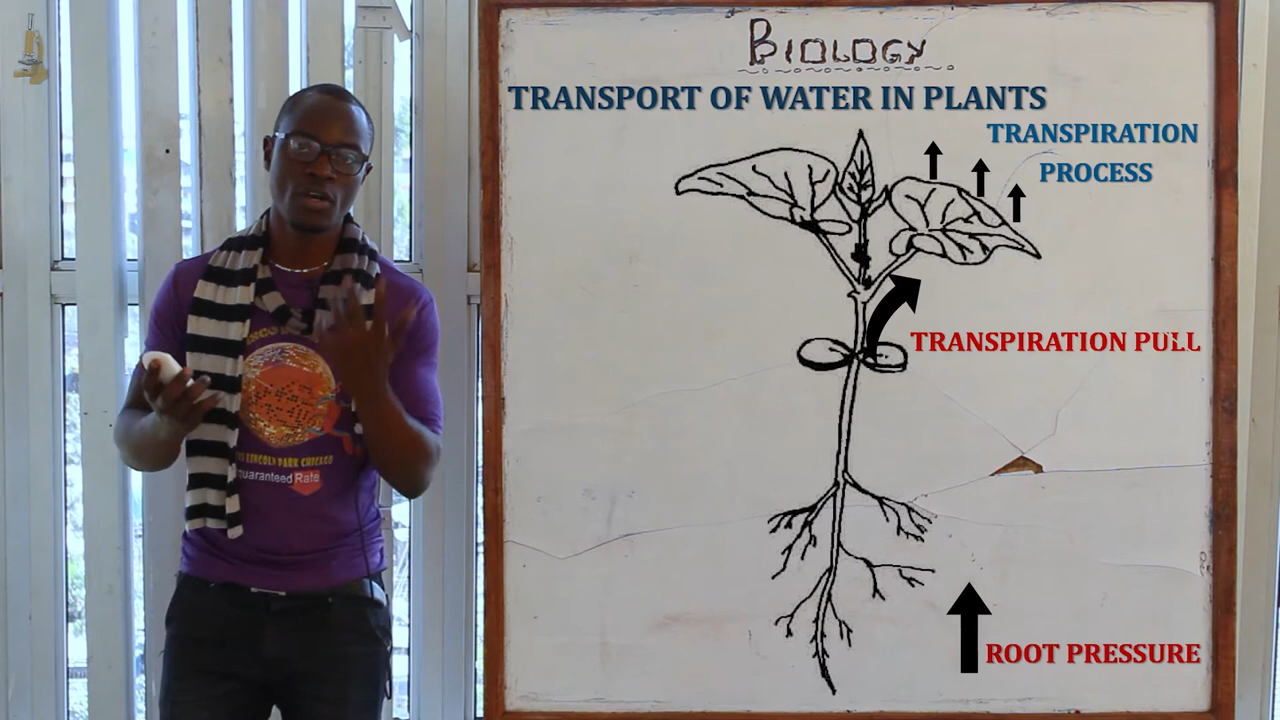 BIOLOGY
TRANSPORT OF WATER IN PLANTS
TRANSPIRATION
PROCESS
TRANSPIRATION PULL
ROOT PRESSURE
LINCOLN PARK CHICAGO
Guaranteed Rate